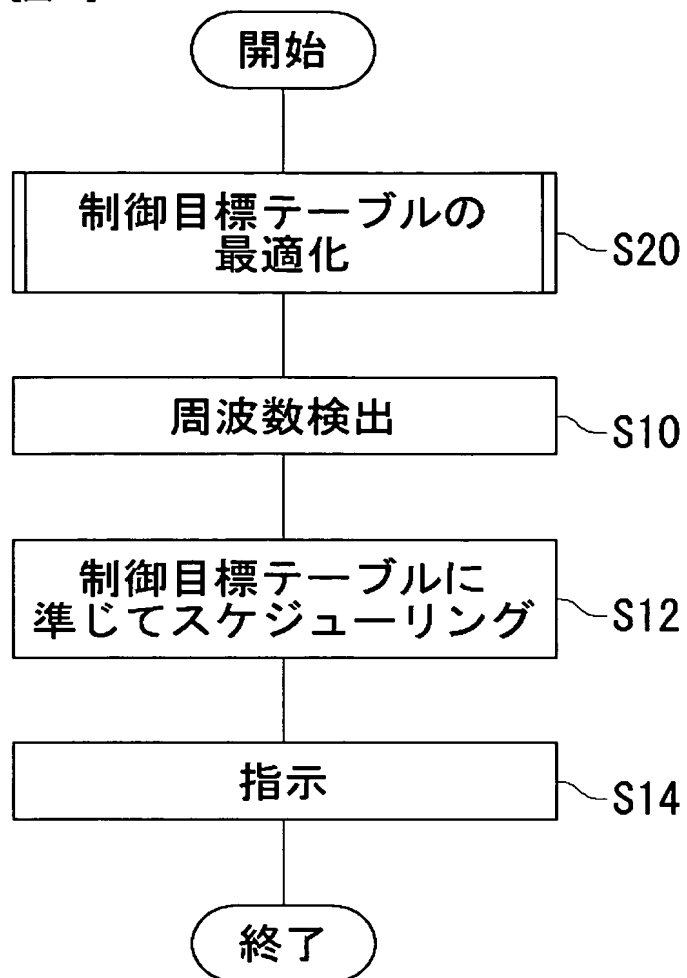 開始
制御目標テーブルの
最適化
S20
周波数検出
S10
制御目標テーブルに
準じてスケジューリング
S12
指示
S14
終了